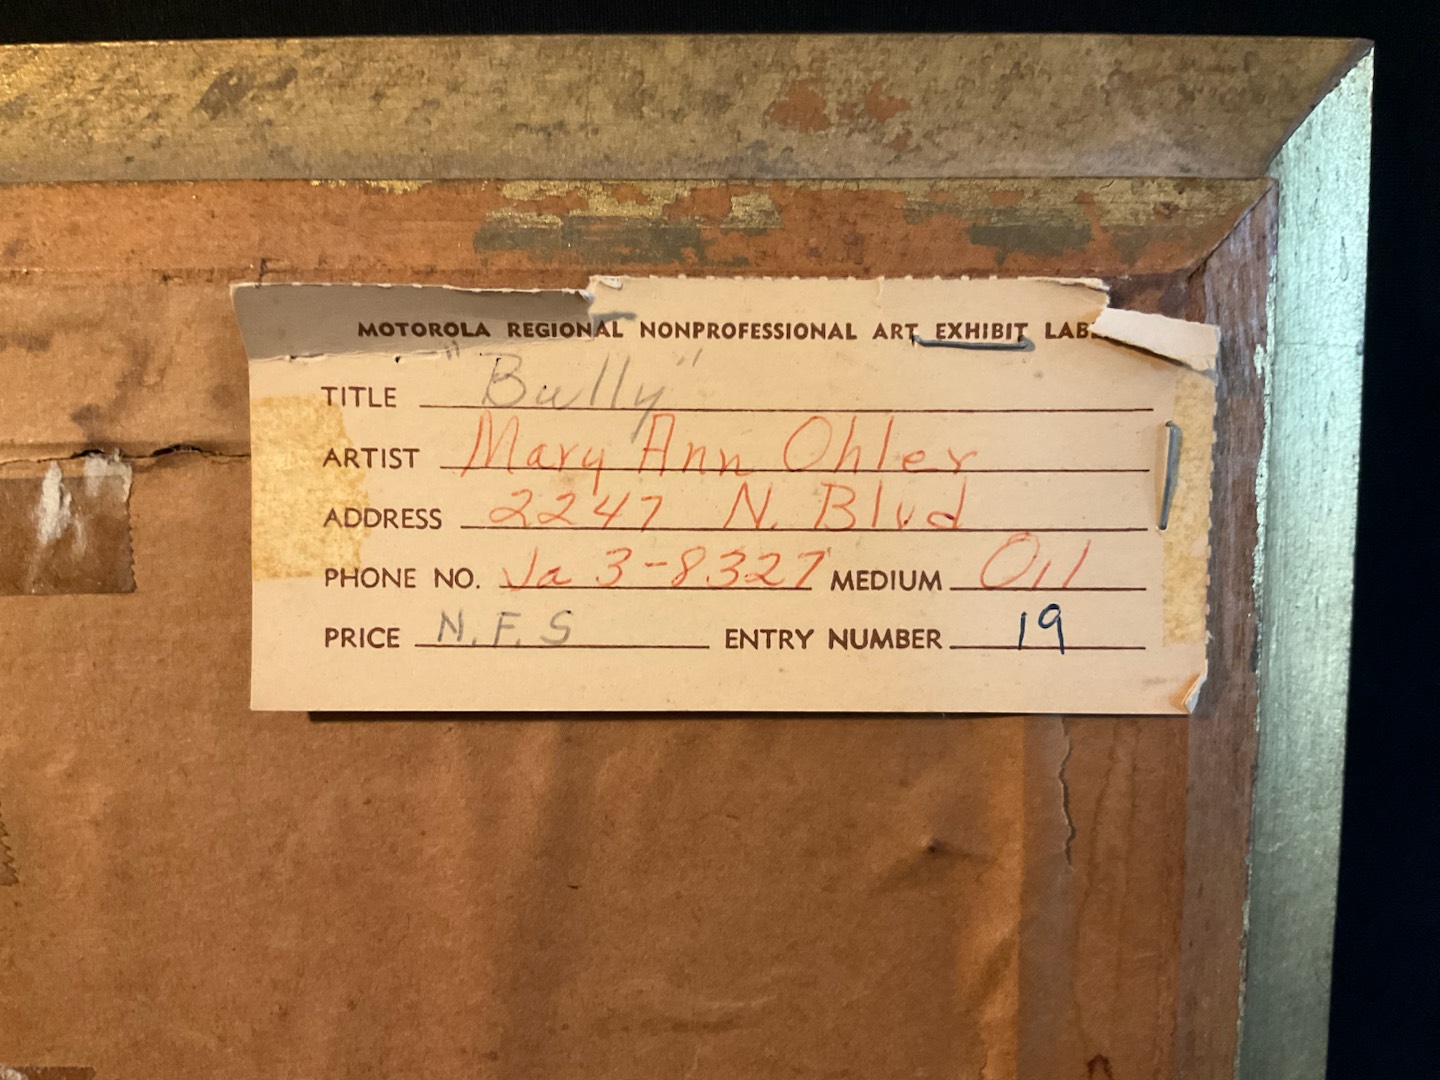 MOTOROLA REGIONAL NONPROFESSIONAL ART EXHIBIT LAB
TITLE "Bully"
ARTIST Mary Ann Ohler
ADDRESS 2247 N. Blvd
PHONE NO. Ja 3-8327 MEDIUM Oil
PRICE N.F.S ENTRY NUMBER 19